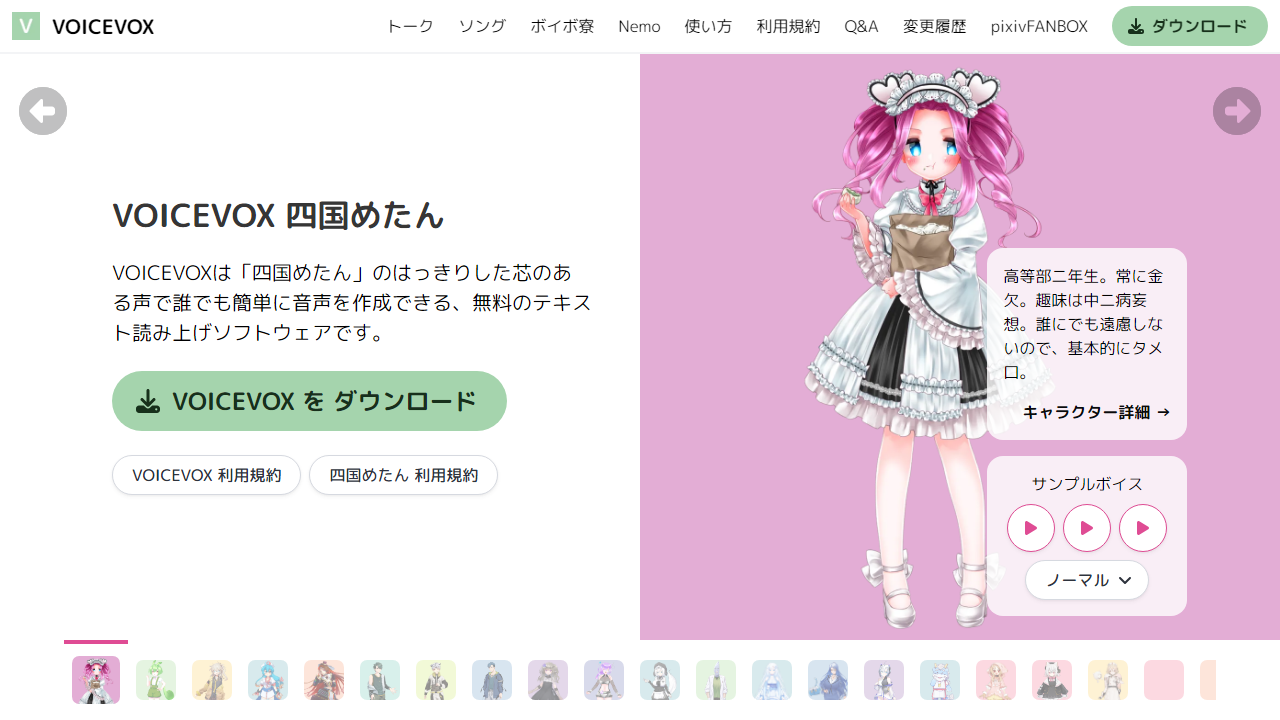 V VOICEVOX
トーク ソング ボイボ寮 Nemo 使い方 利用規約 Q&A 変更履歴 pixivFANBOX ダウンロード
VOICEVOX 四国めたん
VOICEVOXは「四国めたん」のはっきりした芯のあ
る声で誰でも簡単に音声を作成できる、無料のテキス
ト読み上げソフトウェアです。
VOICEVOX を ダウンロード
VOICEVOX 利用規約 四国めたん 利用規約
高等部二年生。常に金
欠。趣味は中二病妄
想。誰にでも遠慮しな
いので、基本的にタメ
口。
キャラクター詳細 →
サンプルボイス
ノーマル